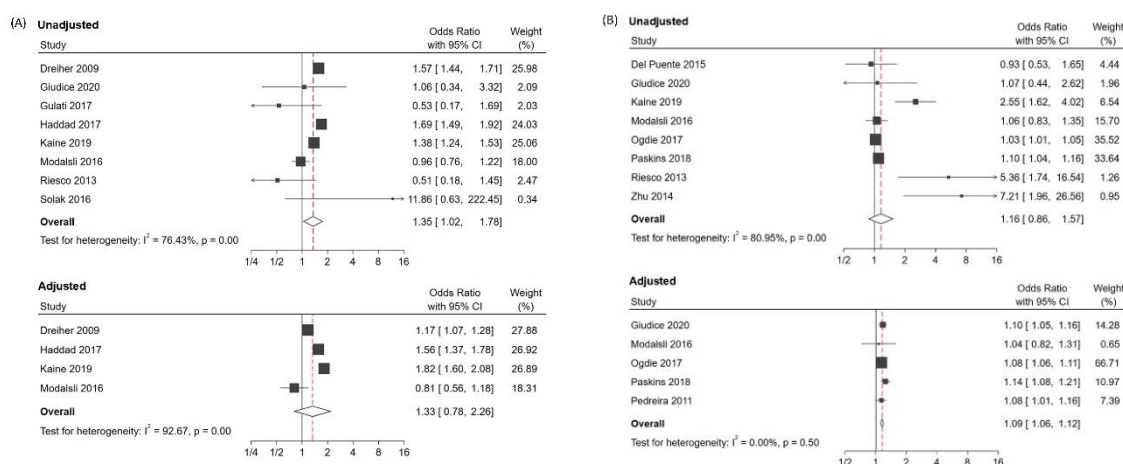 (A) Unadjusted
Study Odds Ratio with 95% CI Weight (%)
Dreiher 2009 1.57 [ 1.44, 1.71] 25.98
Giudice 2020 1.06 [ 0.34, 3.32] 2.09
Gulati 2017 0.53 [ 0.17, 1.69] 2.03
Haddad 2017 1.69 [ 1.49, 1.92] 24.03
Kaine 2019 1.38 [ 1.24, 1.53] 25.06
Modalsli 2016 0.96 [ 0.76, 1.22] 18.00
Riesco 2013 0.51 [ 0.18, 1.45] 2.47
Solak 2016 11.86 [ 0.63, 222.45] 0.34
Overall 1.35 [ 1.02, 1.78]
Test for heterogeneity: I² = 76.43%, p = 0.00
1/4 1/2 1 2 4 8 16
Adjusted
Study Odds Ratio with 95% CI Weight (%)
Dreiher 2009 1.17 [ 1.07, 1.28] 27.88
Haddad 2017 1.56 [ 1.37, 1.78] 26.92
Kaine 2019 1.82 [ 1.60, 2.08] 26.89
Modalsli 2016 0.81 [ 0.56, 1.18] 18.31
Overall 1.33 [ 0.78, 2.26]
Test for heterogeneity: I² = 92.67, p = 0.00
1/4 1/2 1 2 4 8 16
(B) Unadjusted
Study Odds Ratio with 95% CI Weight (%)
Del Puente 2015 0.93 [ 0.53, 1.65] 4.44
Giudice 2020 1.07 [ 0.44, 2.62] 1.96
Kaine 2019 2.55 [ 1.62, 4.02] 6.54
Modalsli 2016 1.06 [ 0.83, 1.35] 15.70
Ogdie 2017 1.03 [ 1.01, 1.05] 35.52
Paskins 2018 1.10 [ 1.04, 1.16] 33.64
Riesco 2013 5.36 [ 1.74, 16.54] 1.26
Zhu 2014 7.21 [ 1.96, 26.56] 0.95
Overall 1.16 [ 0.86, 1.57]
Test for heterogeneity: I² = 80.95%, p = 0.00
1/2 1 2 4 8 16
Adjusted
Study Odds Ratio with 95% CI Weight (%)
Giudice 2020 1.10 [ 1.05, 1.16] 14.28
Modalsli 2016 1.04 [ 0.82, 1.31] 0.65
Ogdie 2017 1.08 [ 1.06, 1.11] 66.71
Paskins 2018 1.14 [ 1.08, 1.21] 10.97
Pedreira 2011 1.08 [ 1.01, 1.16] 7.39
Overall 1.09 [ 1.06, 1.12]
Test for heterogeneity: I² = 0.00%, p = 0.50
1/2 1 2 4 8 16